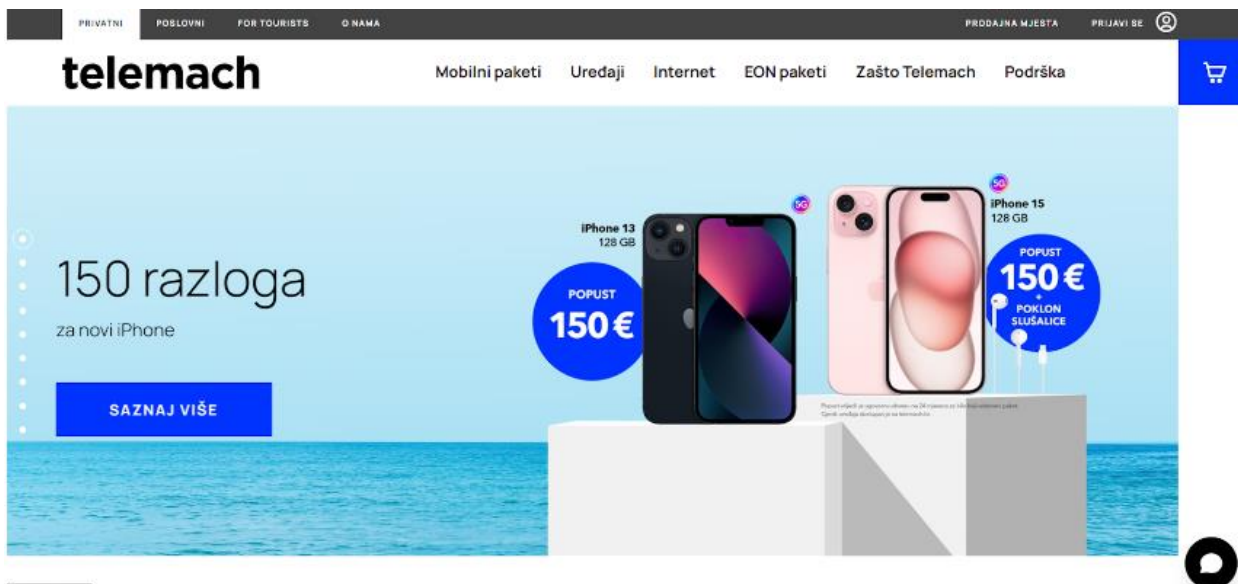 PRIVATNI POSLOVNI FOR TOURISTS O NAMA PRODAJNA MJESTA PRIJAVI SE
telemach Mobilni paketi Uređaji Internet EON paketi Zašto Telemach Podrška
150 razloga
za novi iPhone
SAZNAJ VIŠE
iPhone 13
128 GB
POPUST
150 €
5G
5G
iPhone 15
128 GB
POPUST
150 €
+
POKLON
SLUŠALICE